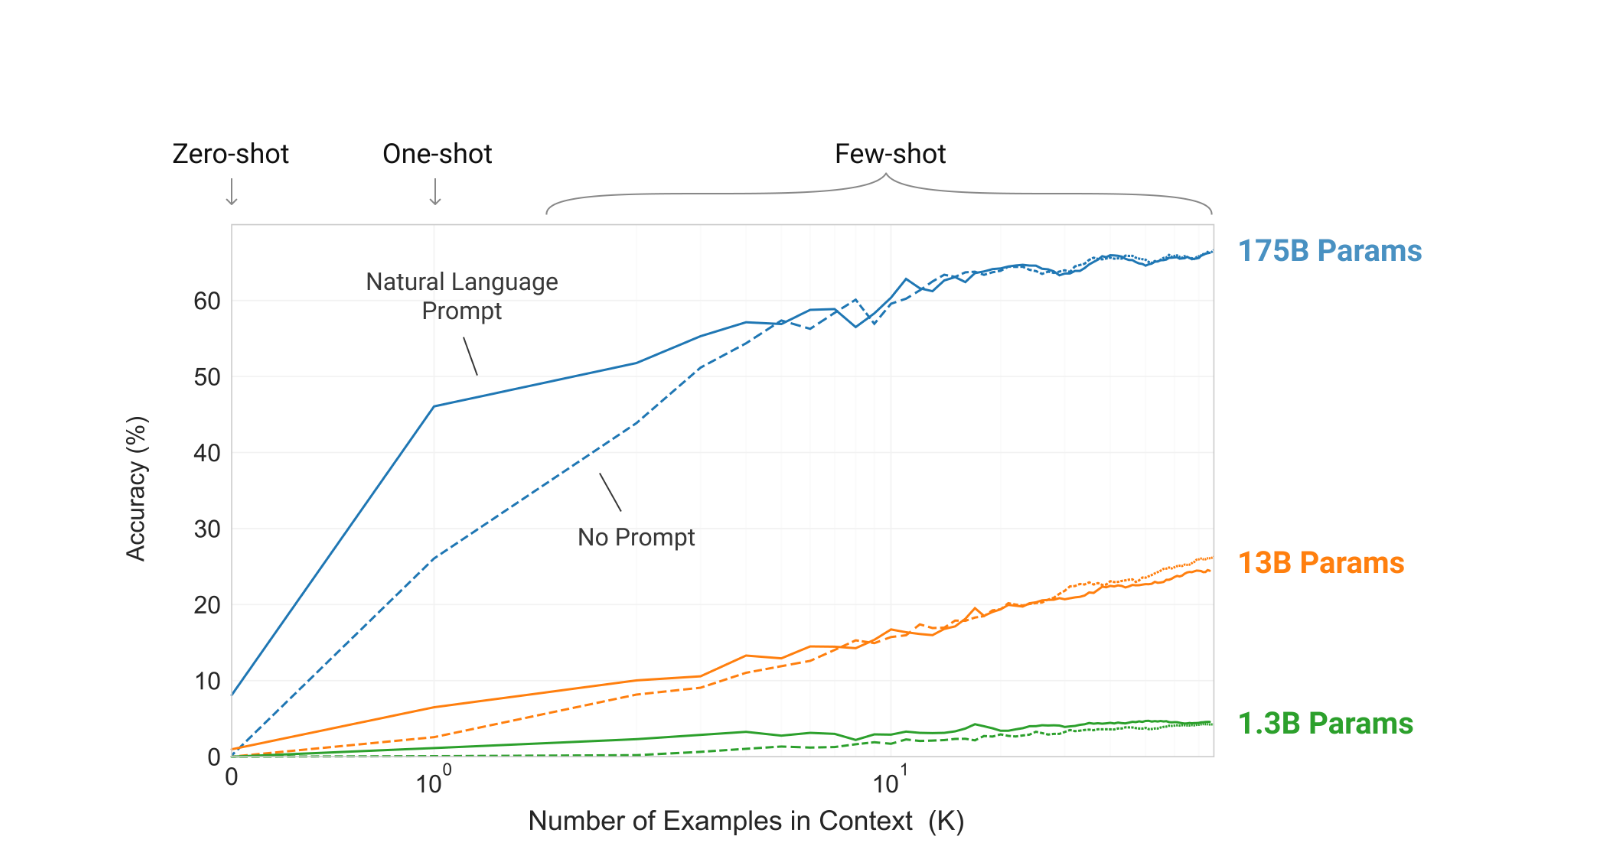 Zero-shot
One-shot
Few-shot
175B Params
Natural Language
Prompt
60
50
40
No Prompt
30
13B Params
20
10
1.3B Params
0
0
10^0
10^1
Accuracy (%)
Number of Examples in Context (K)